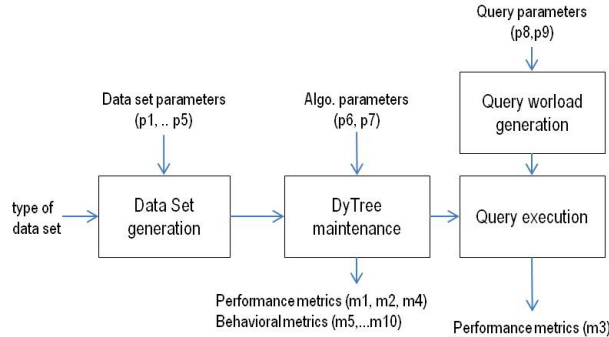 Query parameters
(p8,p9)
Data set parameters
(p1, .. p5)
Algo. parameters
(p6, p7)
Query worload
generation
type of
data set
Data Set
generation
DyTree
maintenance
Query execution
Performance metrics (m1, m2, m4)
Behavioral metrics (m5,...m10)
Performance metrics (m3)